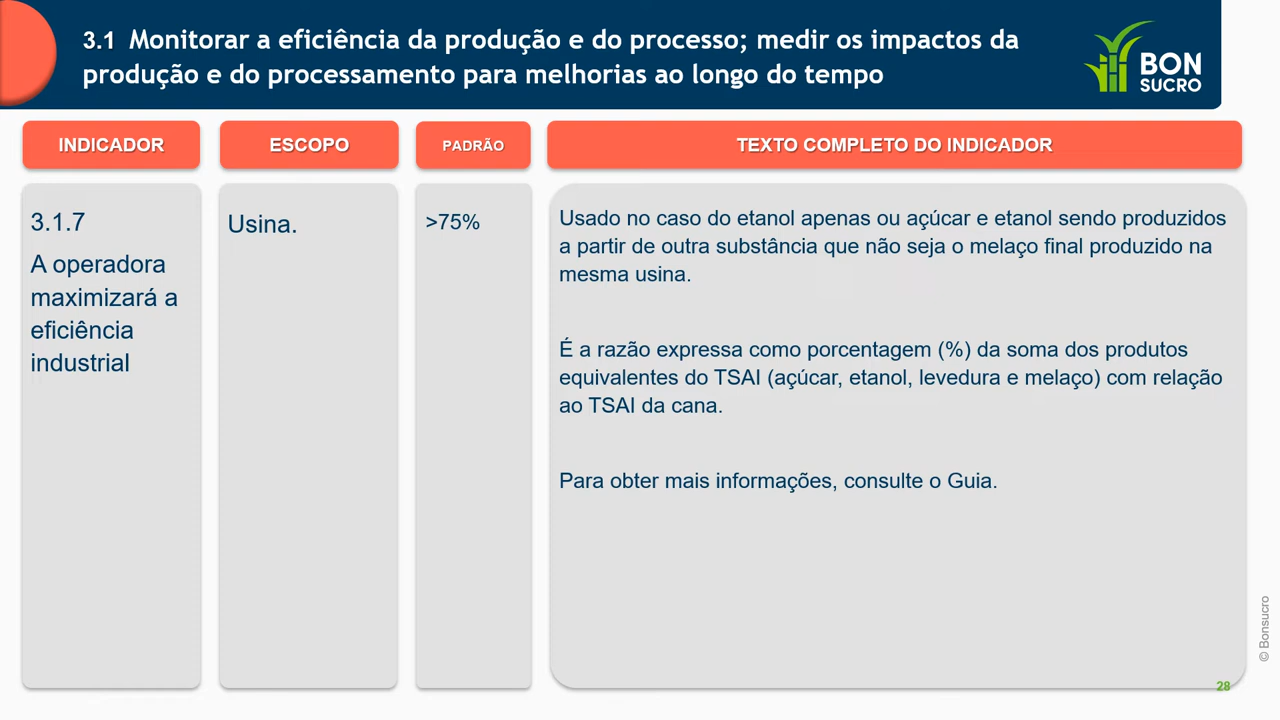 3.1 Monitorar a eficiência da produção e do processo; medir os impactos da
produção e do processamento para melhorias ao longo do tempo
BON
SUCRO
INDICADOR
ESCOPO
PADRÃO
TEXTO COMPLETO DO INDICADOR
3.1.7
A operadora
maximizará a
eficiência
industrial
Usina.
>75%
Usado no caso do etanol apenas ou açúcar e etanol sendo produzidos
a partir de outra substância que não seja o melaço final produzido na
mesma usina.
É a razão expressa como porcentagem (%) da soma dos produtos
equivalentes do TSAI (açúcar, etanol, levedura e melaço) com relação
ao TSAI da cana.
Para obter mais informações, consulte o Guia.
© Bonsucro
28